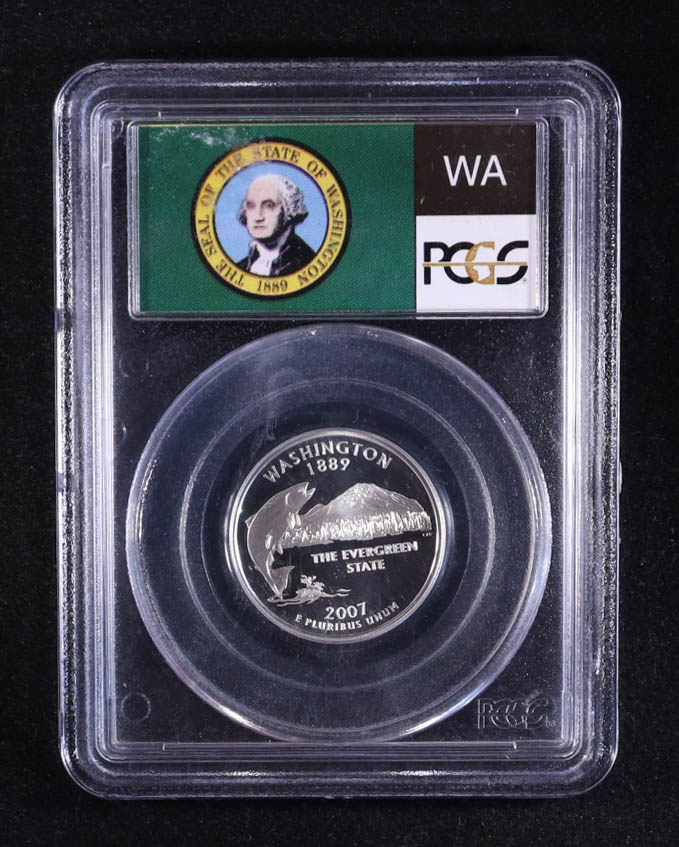 THE SEAL OF THE STATE OF WASHINGTON
1889
WA
PCGS
WASHINGTON
1889
THE EVERGREEN
STATE
2007
E PLURIBUS UNUM
PCGS